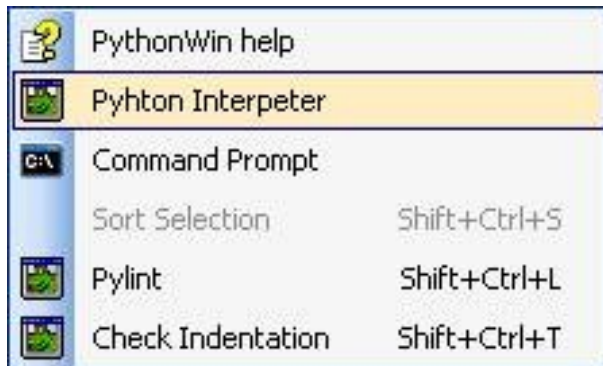 PythonWin help
Pyhton Interpeter
C:\ Command Prompt
Sort Selection Shift+Ctrl+S
Pylint Shift+Ctrl+L
Check Indentation Shift+Ctrl+T